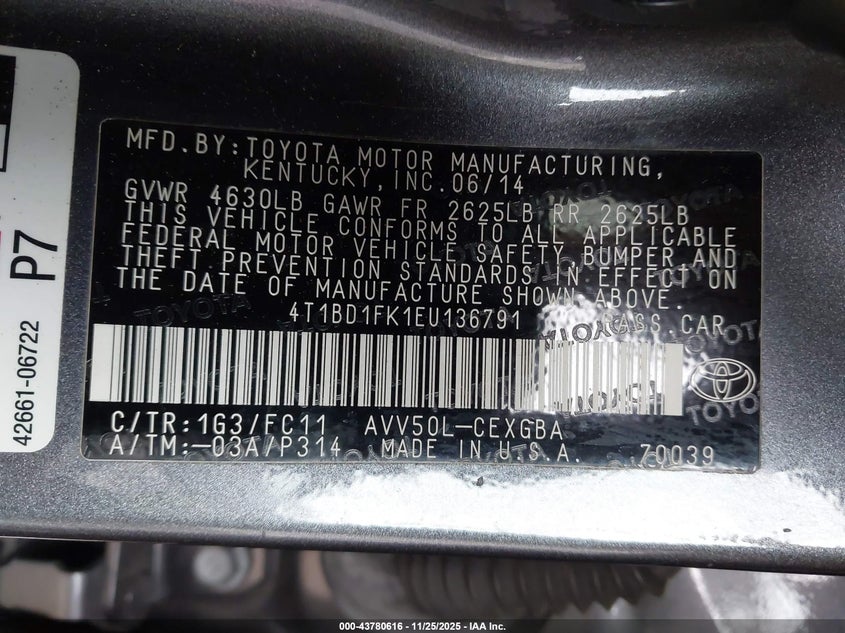 MFD.BY:TOYOTA MOTOR MANUFACTURING,
KENTUCKY, INC. 06/14
GVWR 4630LB GAWR FR 2625LB RR 2625LB
THIS VEHICLE CONFORMS TO ALL APPLICABLE
FEDERAL MOTOR VEHICLE SAFETY, BUMPER AND
THEFT PREVENTION STANDARDS IN EFFECT ON
THE DATE OF MANUFACTURE SHOWN ABOVE.
4T1BD1FK1EU136791 PASS CAR
C/TR:1G3/FC11 AVV50L-CEXGBA
A/TM:-03A/P314 MADE IN U.S.A. 70039
TOYOTA
42661-06722 P7
000-43780616 - 11/25/2025 - IAA Inc.